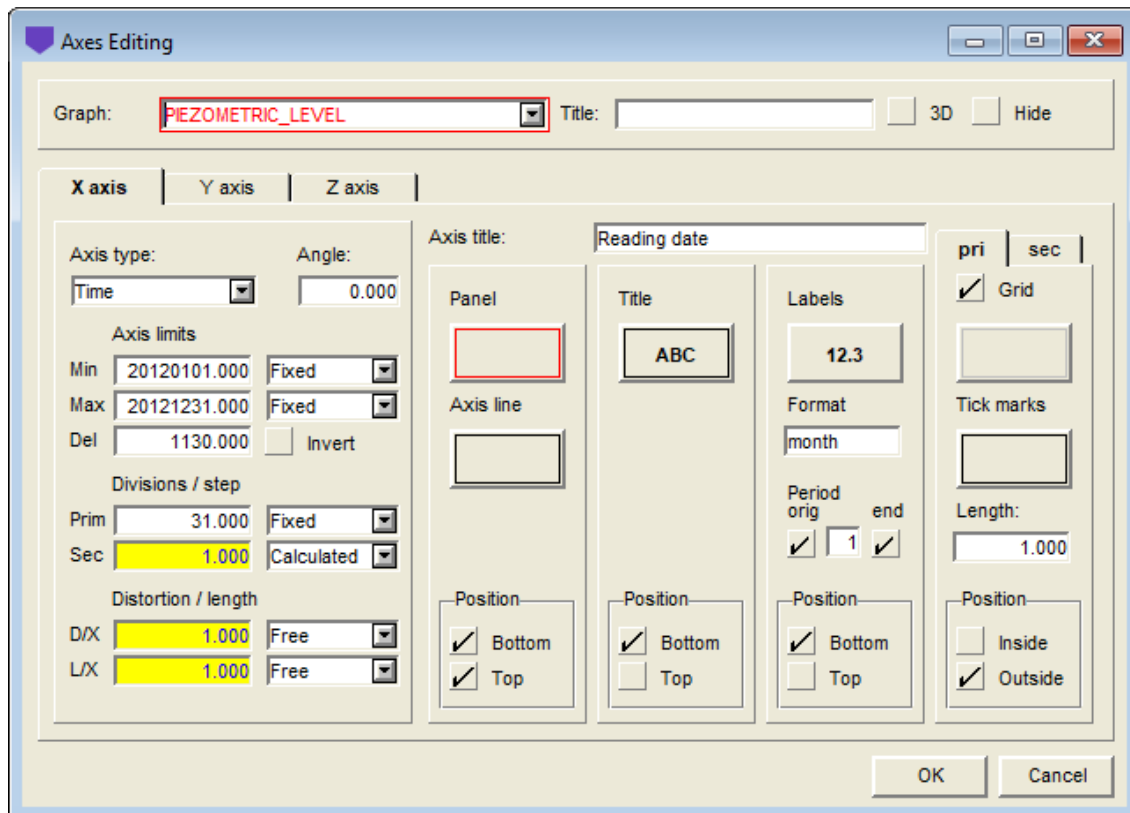 Axes Editing
Graph: PIEZOMETRIC_LEVEL Title: 3D Hide
X axis Y axis Z axis
Axis type: Angle:
Time 0.000
Axis limits
Min 20120101.000 Fixed
Max 20121231.000 Fixed
Del 1130.000 Invert
Divisions / step
Prim 31.000 Fixed
Sec 1.000 Calculated
Distortion / length
D/X 1.000 Free
L/X 1.000 Free
Axis title: Reading date
Panel
Axis line
Position
Bottom
Top
Title
ABC
Position
Bottom
Top
Labels
12.3
Format
month
Period
orig 1 end
Position
Bottom
Top
pri sec
Grid
Tick marks
Length:
1.000
Position
Inside
Outside
OK Cancel